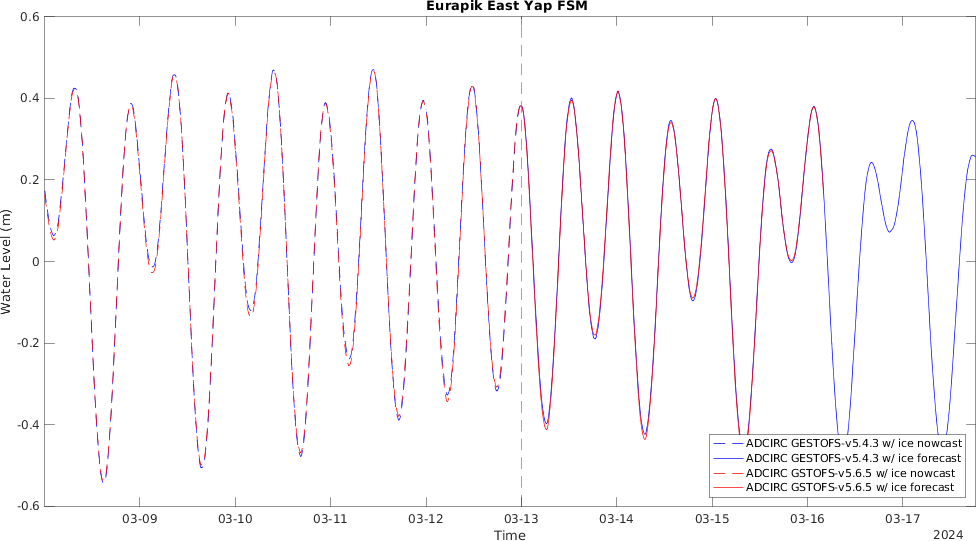 Eurapik East Yap FSM
0.6
0.4
0.2
0
-0.2
-0.4
-0.6
Water Level (m)
ADCIRC GESTOFS-v5.4.3 w/ ice nowcast
ADCIRC GESTOFS-v5.4.3 w/ ice forecast
ADCIRC GSTOFS-v5.6.5 w/ ice nowcast
ADCIRC GSTOFS-v5.6.5 w/ ice forecast
03-09 03-10 03-11 03-12 03-13 03-14 03-15 03-16 03-17
Time
2024